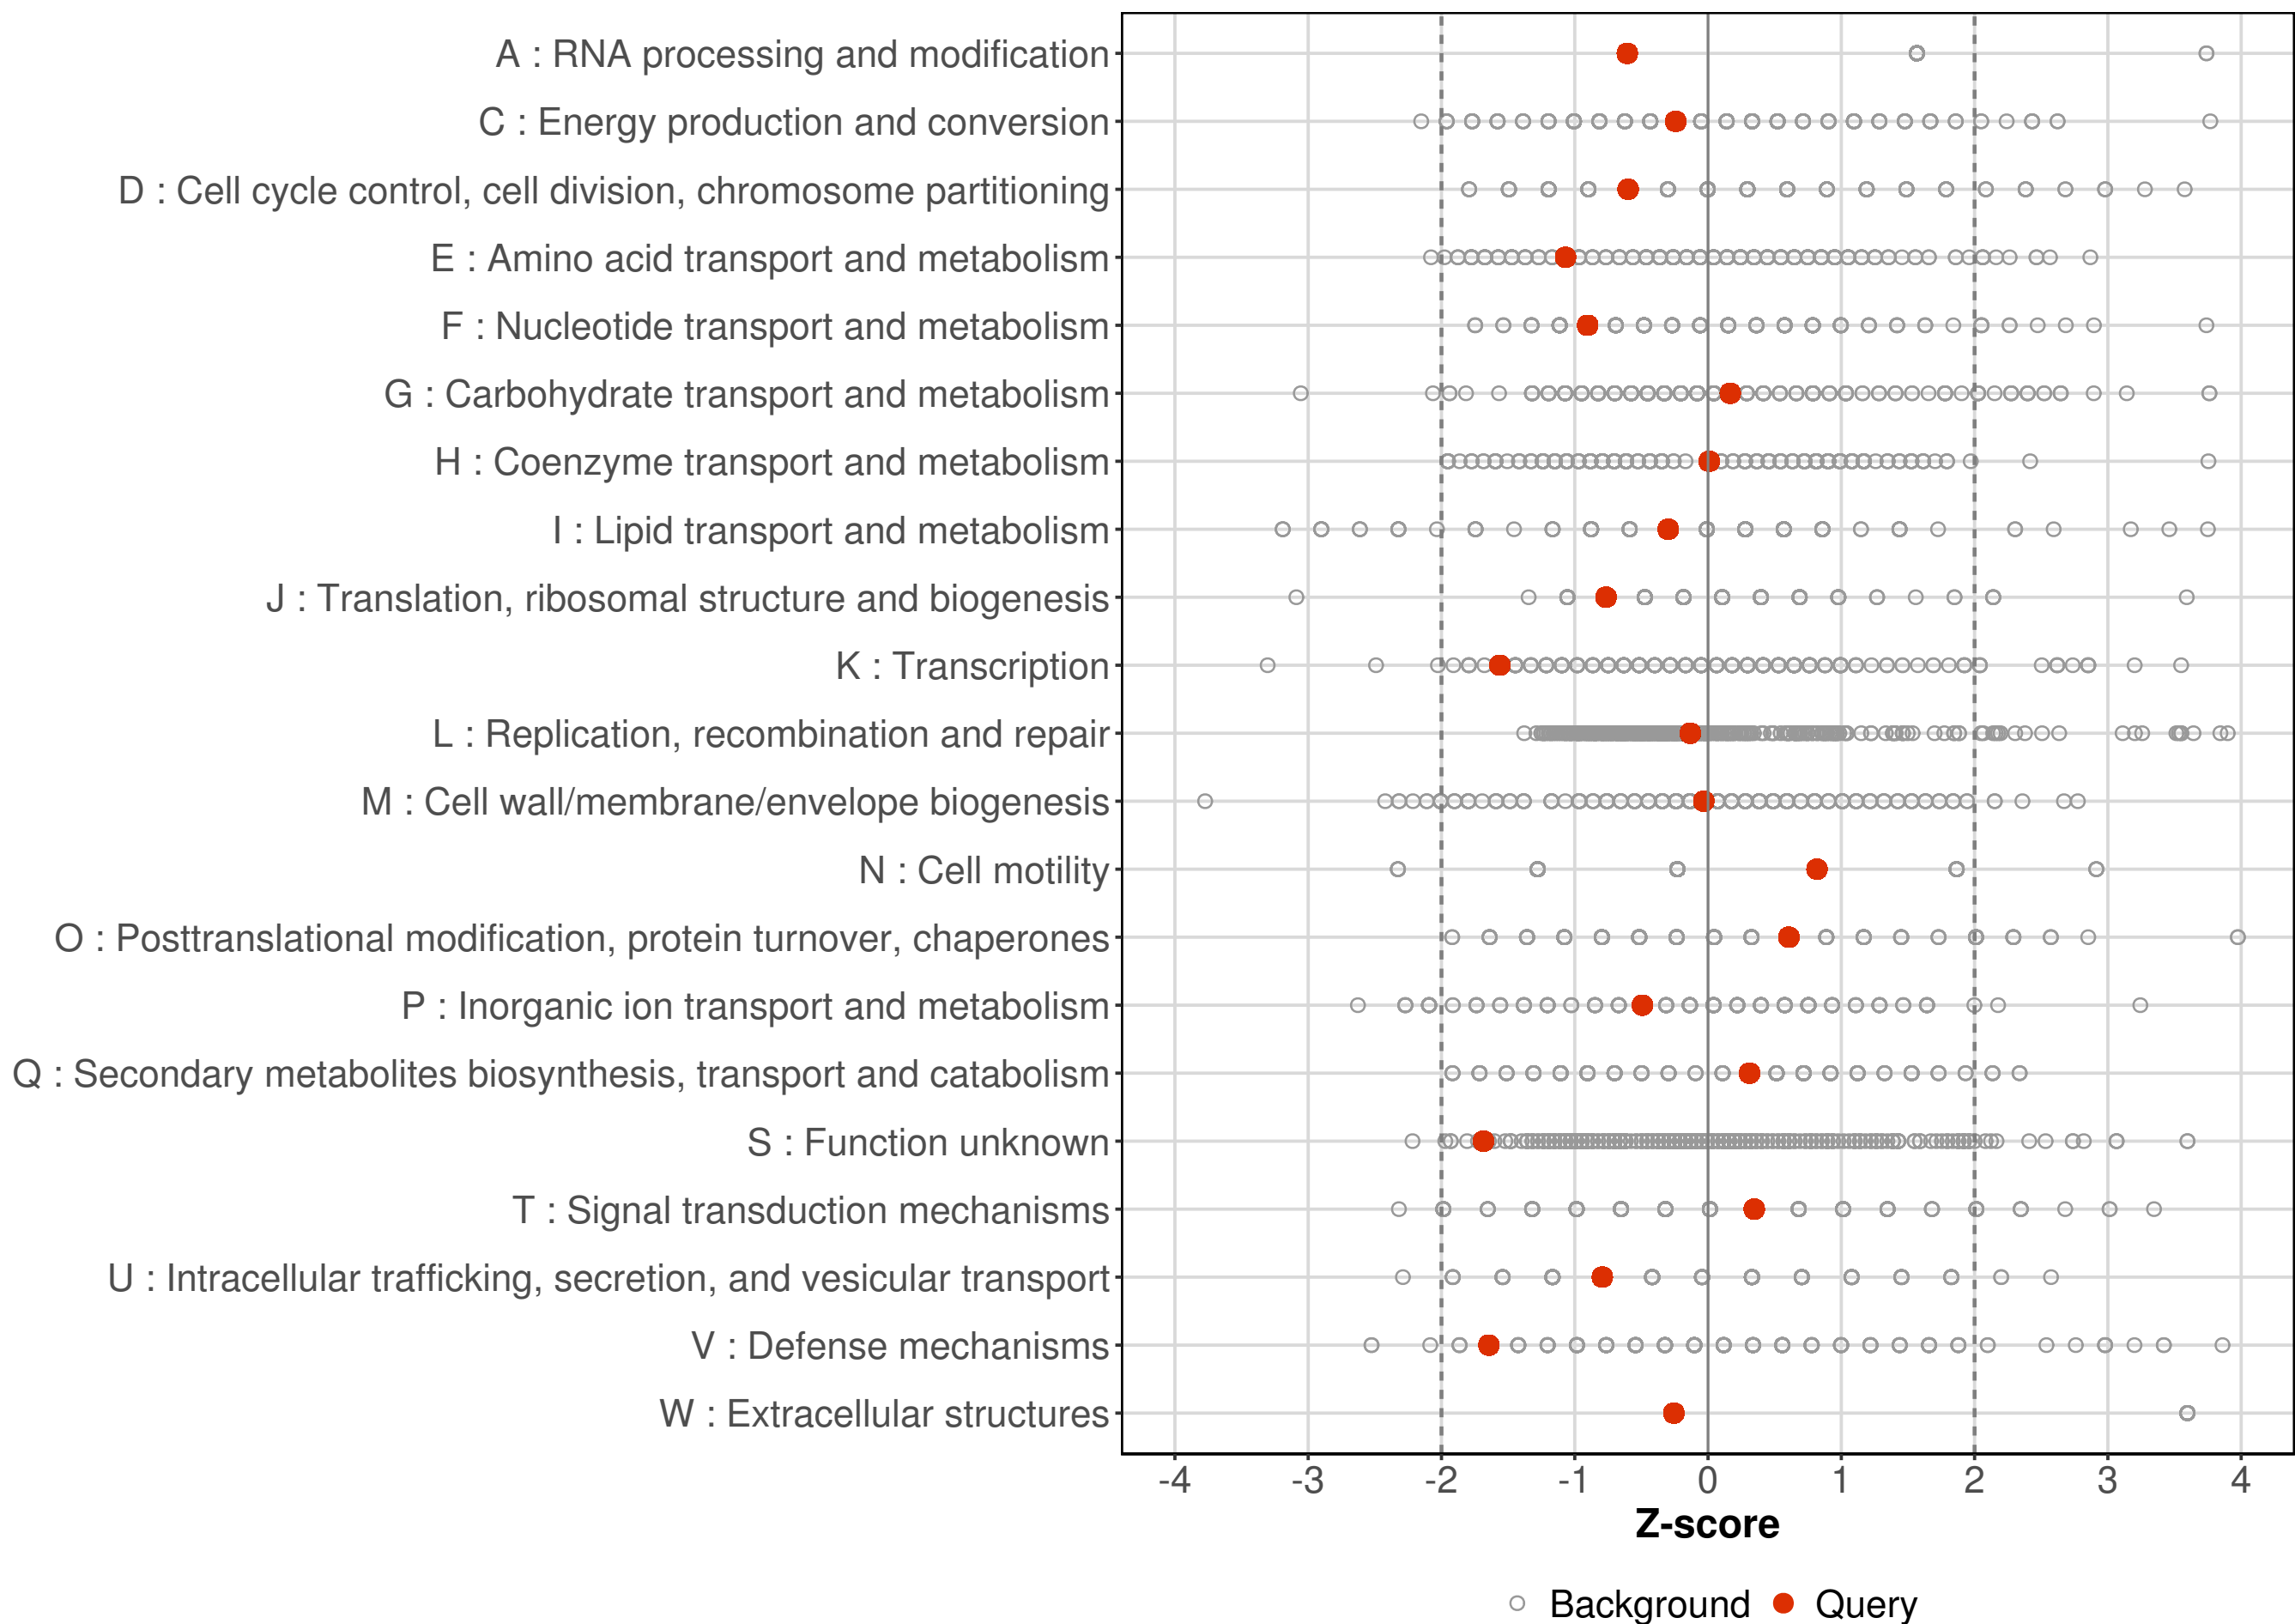 A : RNA processing and modification
C : Energy production and conversion
D : Cell cycle control, cell division, chromosome partitioning
E : Amino acid transport and metabolism
F : Nucleotide transport and metabolism
G : Carbohydrate transport and metabolism
H : Coenzyme transport and metabolism
I : Lipid transport and metabolism
J : Translation, ribosomal structure and biogenesis
K : Transcription
L : Replication, recombination and repair
M : Cell wall/membrane/envelope biogenesis
N : Cell motility
O : Posttranslational modification, protein turnover, chaperones
P : Inorganic ion transport and metabolism
Q : Secondary metabolites biosynthesis, transport and catabolism
S : Function unknown
T : Signal transduction mechanisms
U : Intracellular trafficking, secretion, and vesicular transport
V : Defense mechanisms
W : Extracellular structures
-4 -3 -2 -1 0 1 2 3 4
Z-score
Background Query